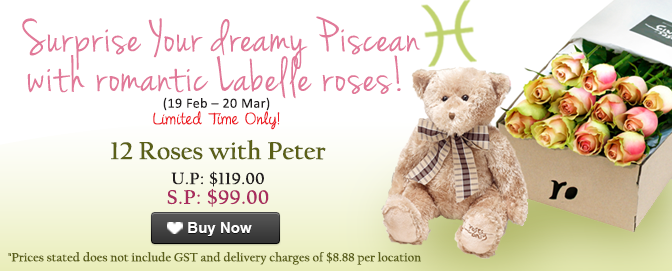 Surprise Your dreamy Piscean
with romantic Labelle roses!
(19 Feb – 20 Mar)
Limited Time Only!
12 Roses with Peter
U.P: $119.00
S.P: $99.00
Buy Now
"Prices stated does not include GST and delivery charges of $8.88 per location
ro